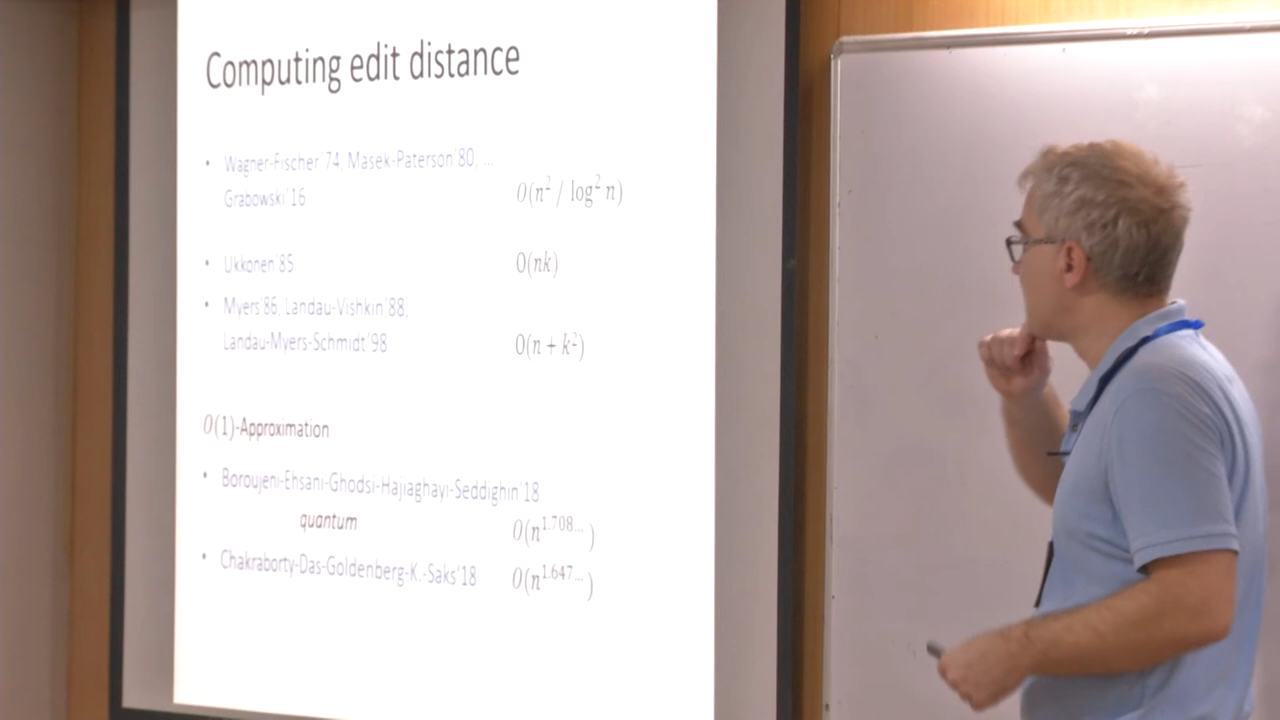 Computing edit distance
• Wagner-Fischer'74, Masek-Paterson'80, ...
Grabowski'16 O(n² / log² n)
• Ukkonen'85 O(nk)
• Myers'86, Landau-Vishkin'88,
Landau-Myers-Schmidt'98 O(n + k²)
O(1)-Approximation
• Boroujeni-Ehsani-Ghodsi-Hajiaghayi-Seddighin'18
quantum O(n^1.708...)
• Chakraborty-Das-Goldenberg-K.-Saks'18 O(n^1.647...)